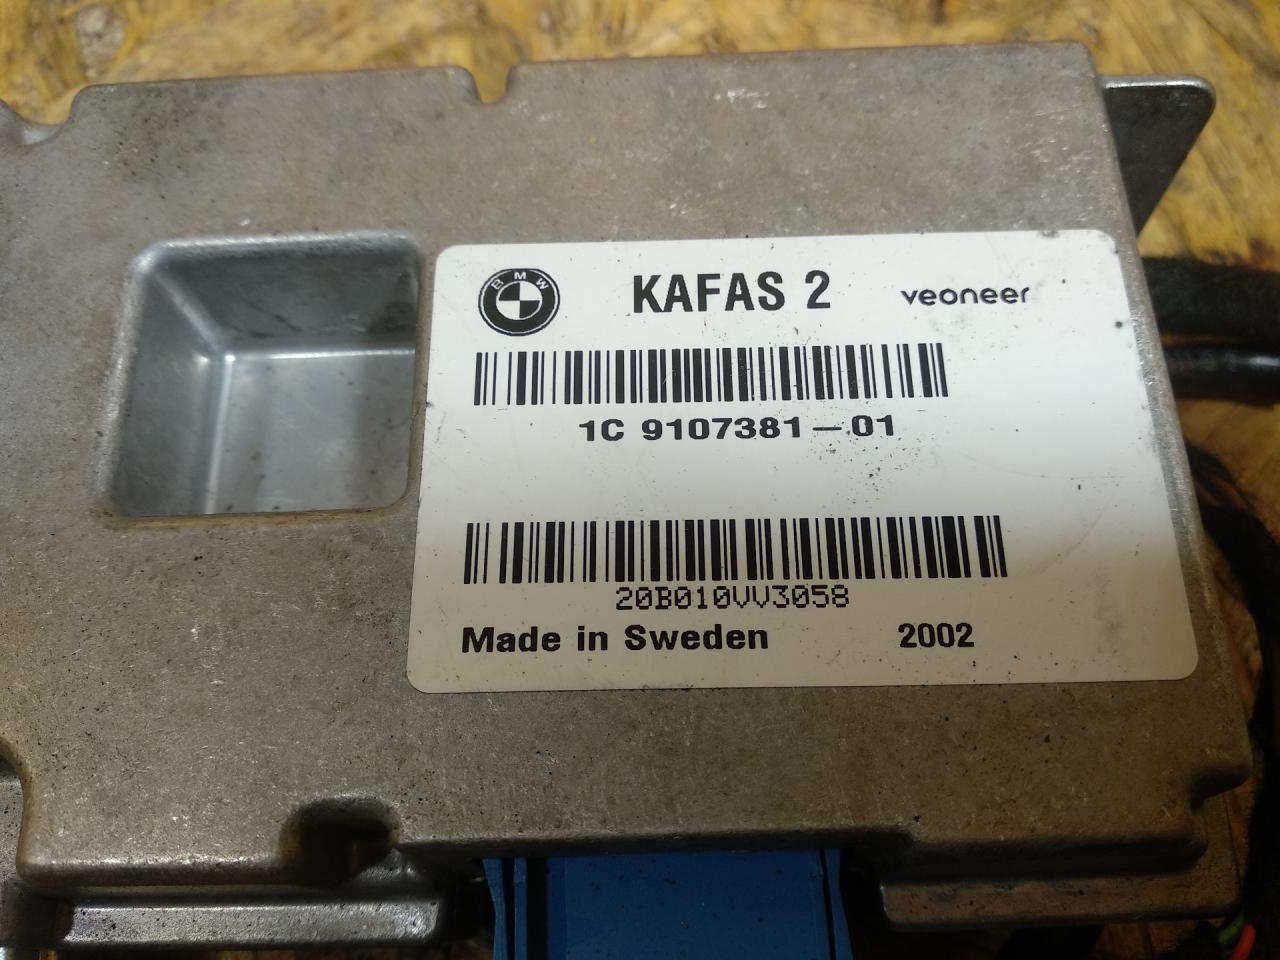 BMW
KAFAS 2 veoneer
1C 9107381-01
20B010VV3058
Made in Sweden 2002